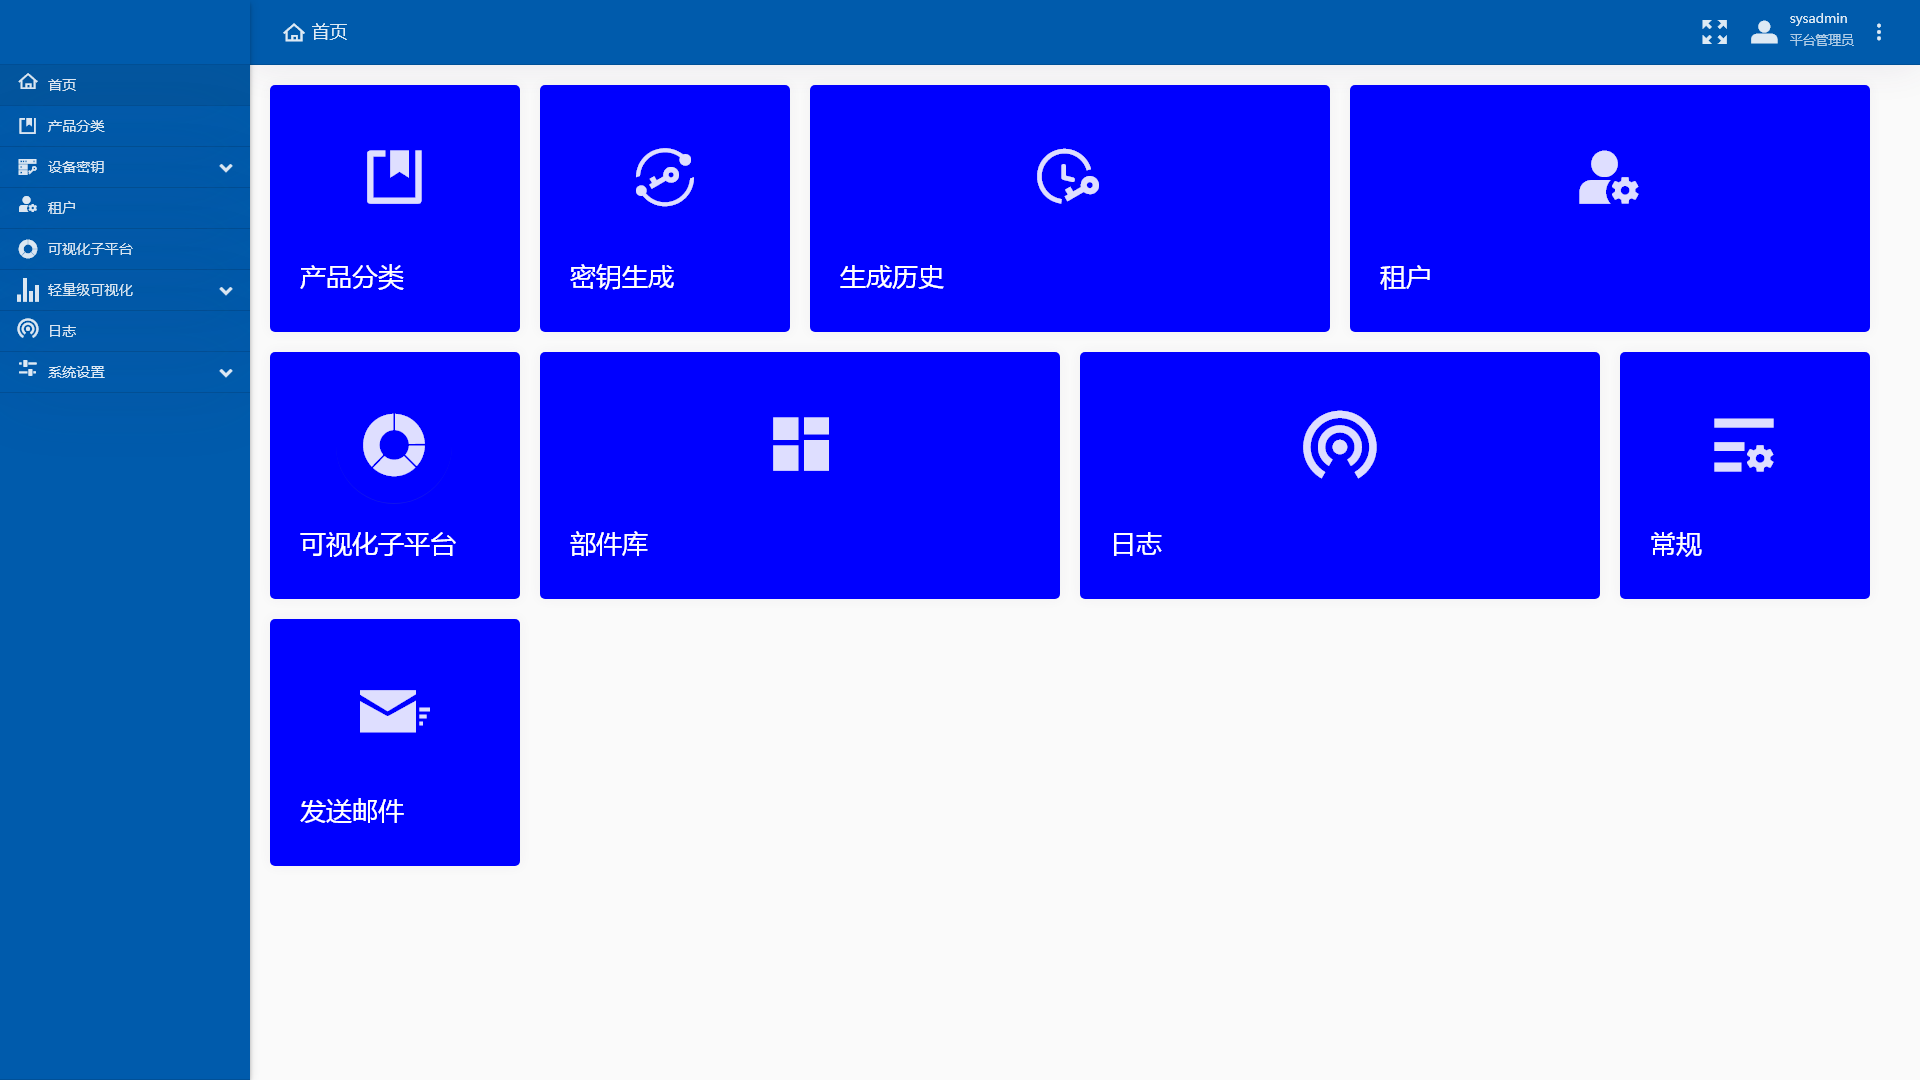 首页
sysadmin
平台管理员
首页
产品分类
设备密钥
租户
可视化子平台
轻量级可视化
日志
系统设置
产品分类
密钥生成
生成历史
租户
可视化子平台
部件库
日志
常规
发送邮件